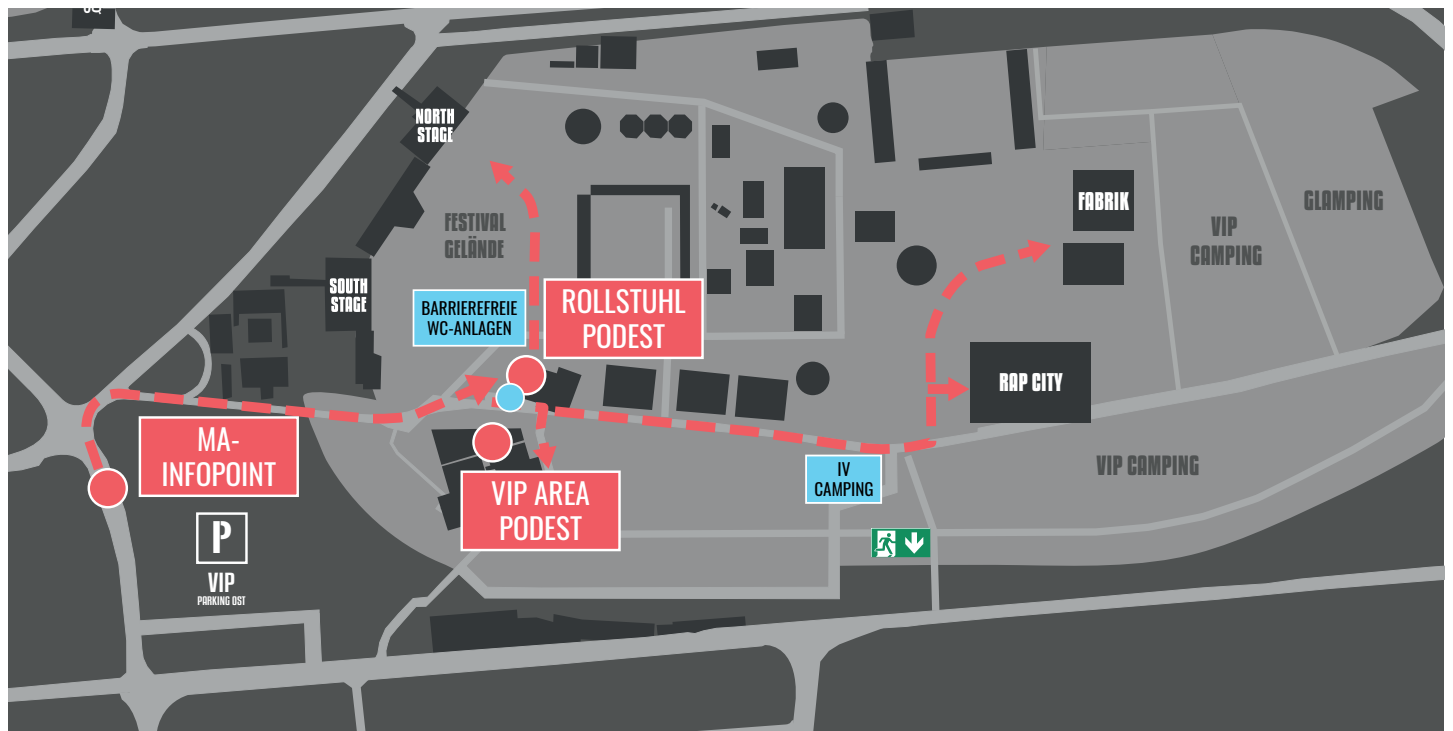 NORTH
STAGE
FESTIVAL
GELÄNDE
SOUTH
STAGE
BARRIEREFREIE
WC-ANLAGEN
ROLLSTUHL
PODEST
FABRIK
VIP
CAMPING
GLAMPING
RAP CITY
MA-
INFOPOINT
VIP AREA
PODEST
IV
CAMPING
VIP CAMPING
P
VIP
PARKING OST